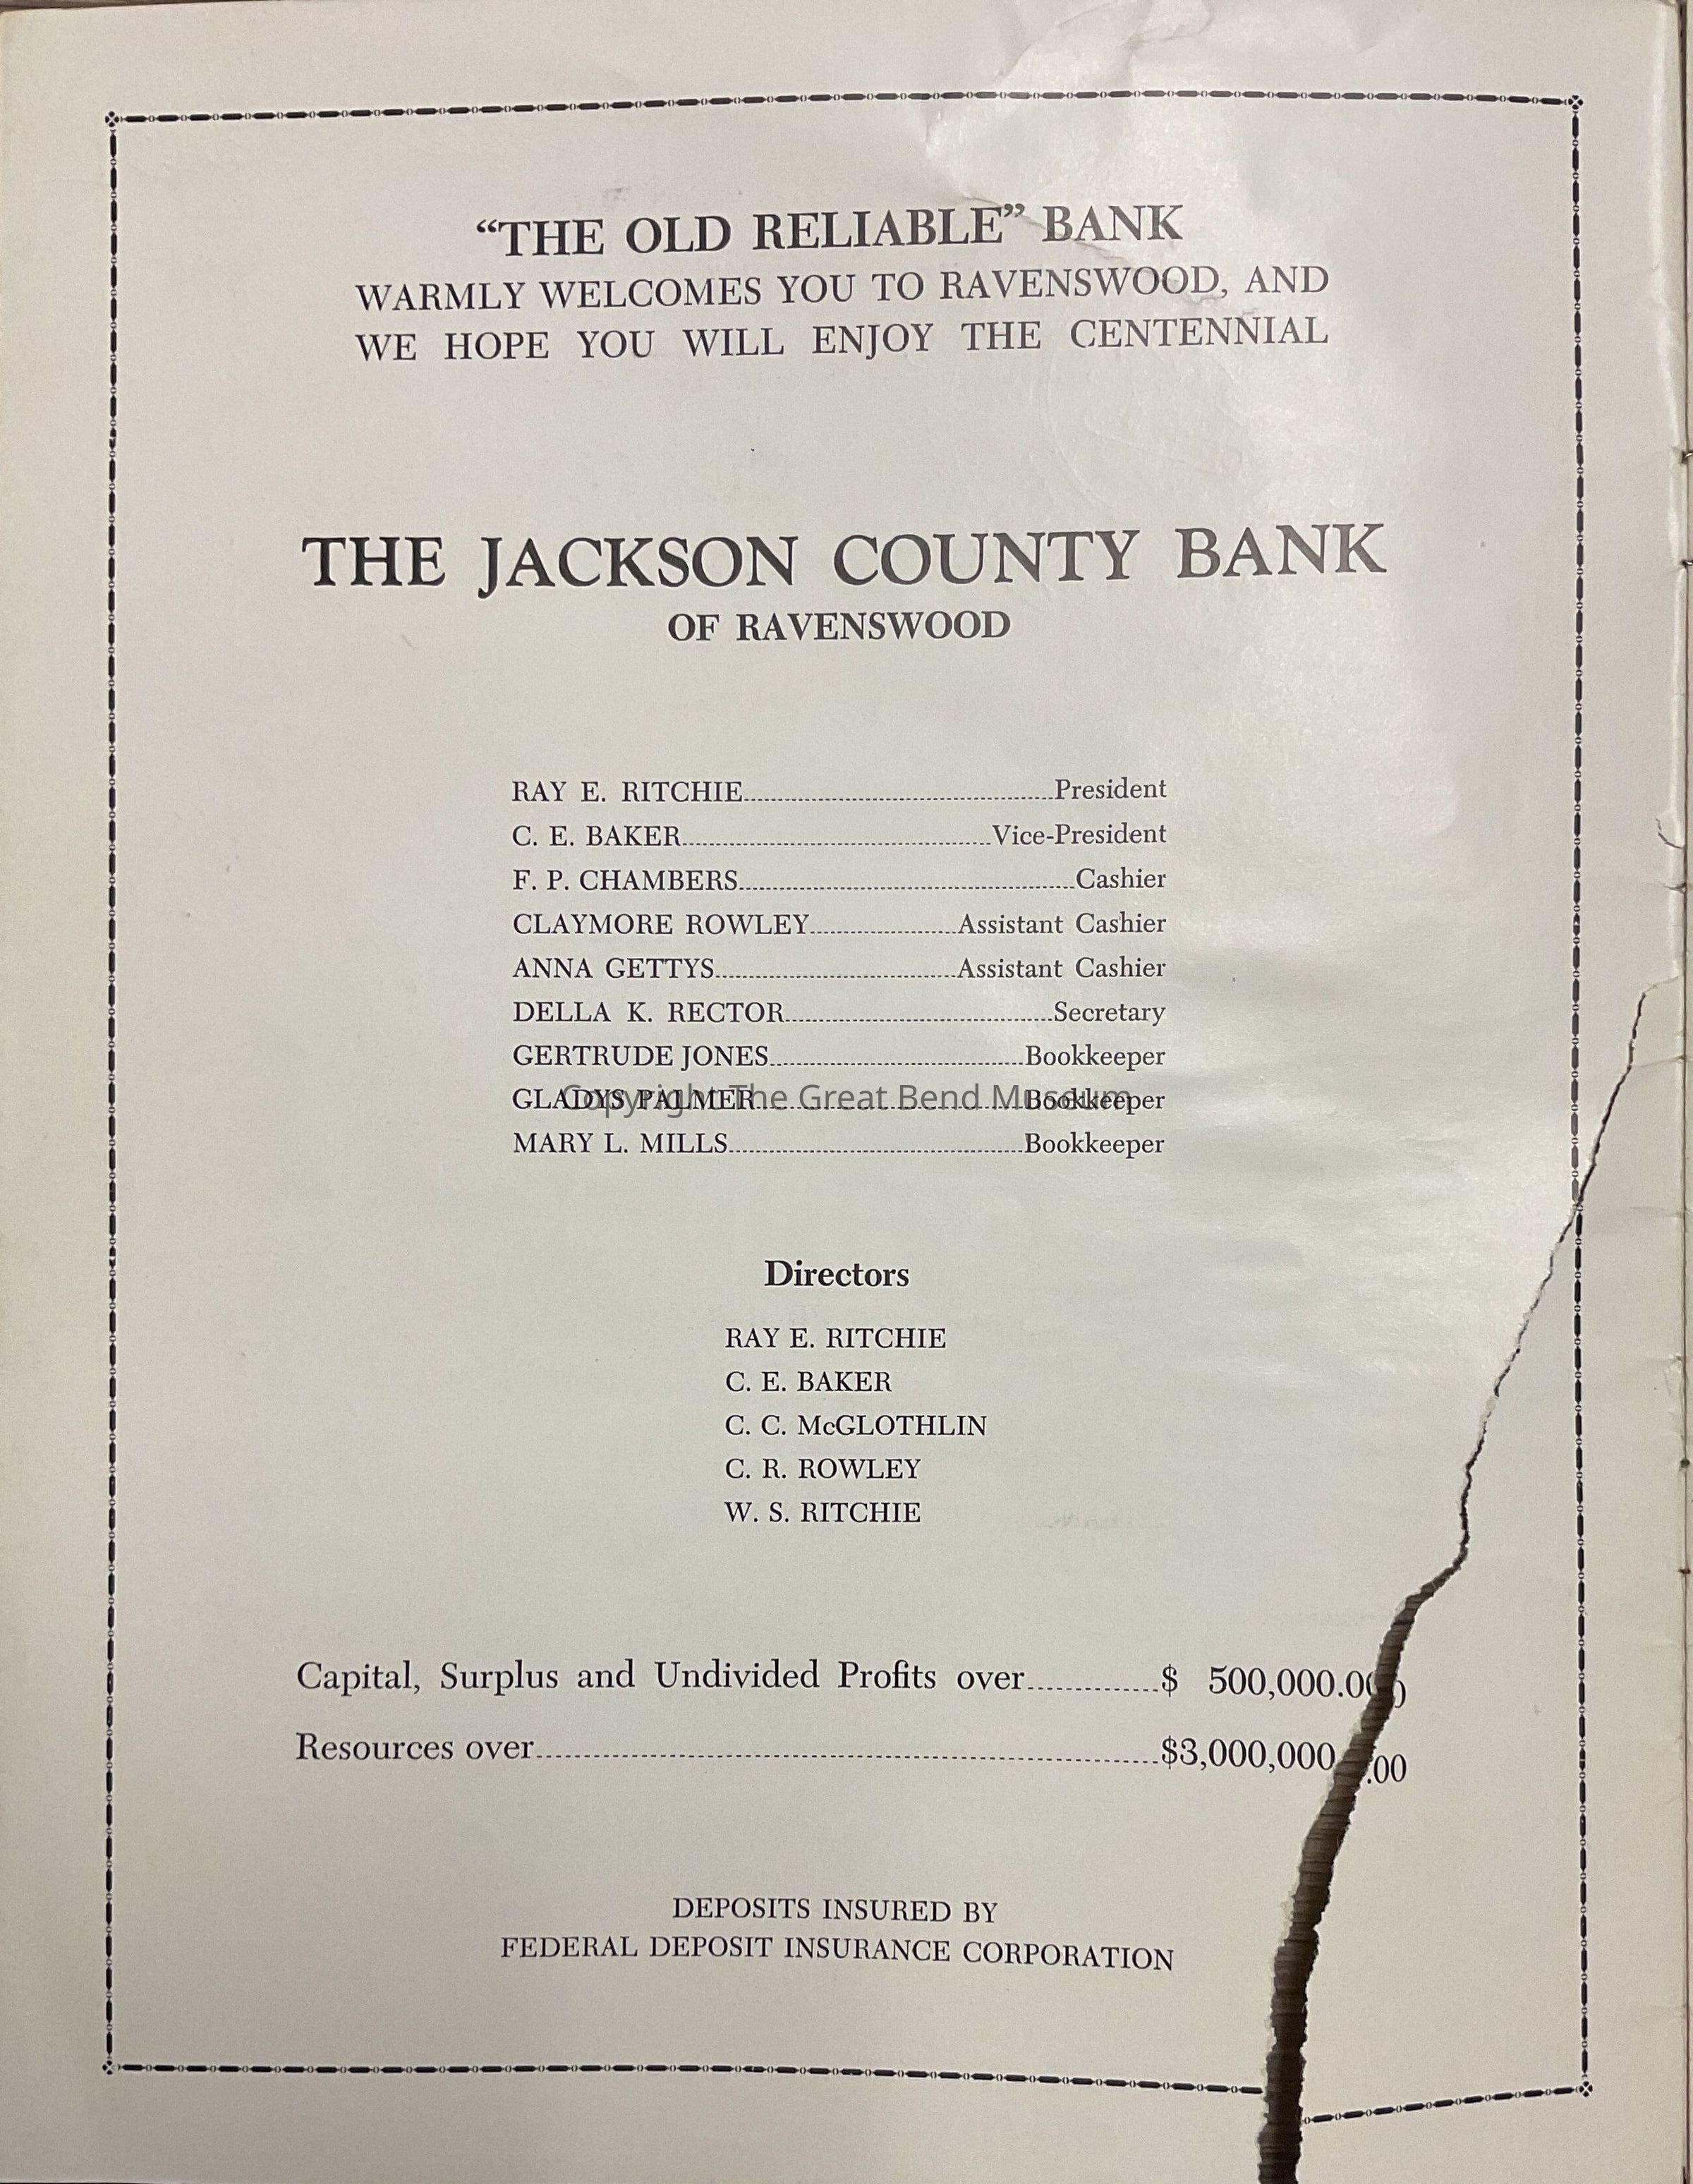 “THE OLD RELIABLE” BANK
WARMLY WELCOMES YOU TO RAVENSWOOD, AND
WE HOPE YOU WILL ENJOY THE CENTENNIAL
THE JACKSON COUNTY BANK
OF RAVENSWOOD
RAY E. RITCHIE....................President
C. E. BAKER....................Vice-President
F. P. CHAMBERS....................Cashier
CLAYMORE ROWLEY....................Assistant Cashier
ANNA GETTYS....................Assistant Cashier
DELLA K. RECTOR....................Secretary
GERTRUDE JONES....................Bookkeeper
GLADYS PALMER....................Bookkeeper
Copyright The Great Bend Museum
MARY L. MILLS....................Bookkeeper
Directors
RAY E. RITCHIE
C. E. BAKER
C. C. McGLOTHLIN
C. R. ROWLEY
W. S. RITCHIE
Capital, Surplus and Undivided Profits over..............$ 500,000.00
Resources over....................$3,000,000.00
DEPOSITS INSURED BY
FEDERAL DEPOSIT INSURANCE CORPORATION